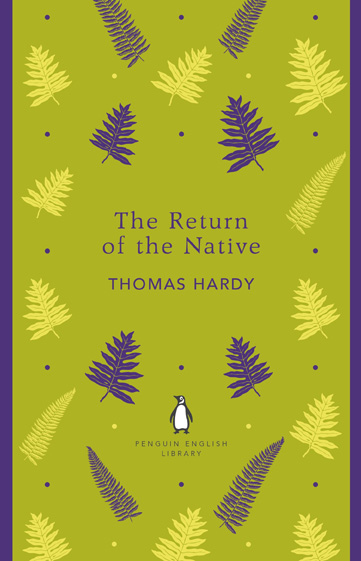 The Return
of the Native
THOMAS HARDY
PENGUIN ENGLISH
LIBRARY